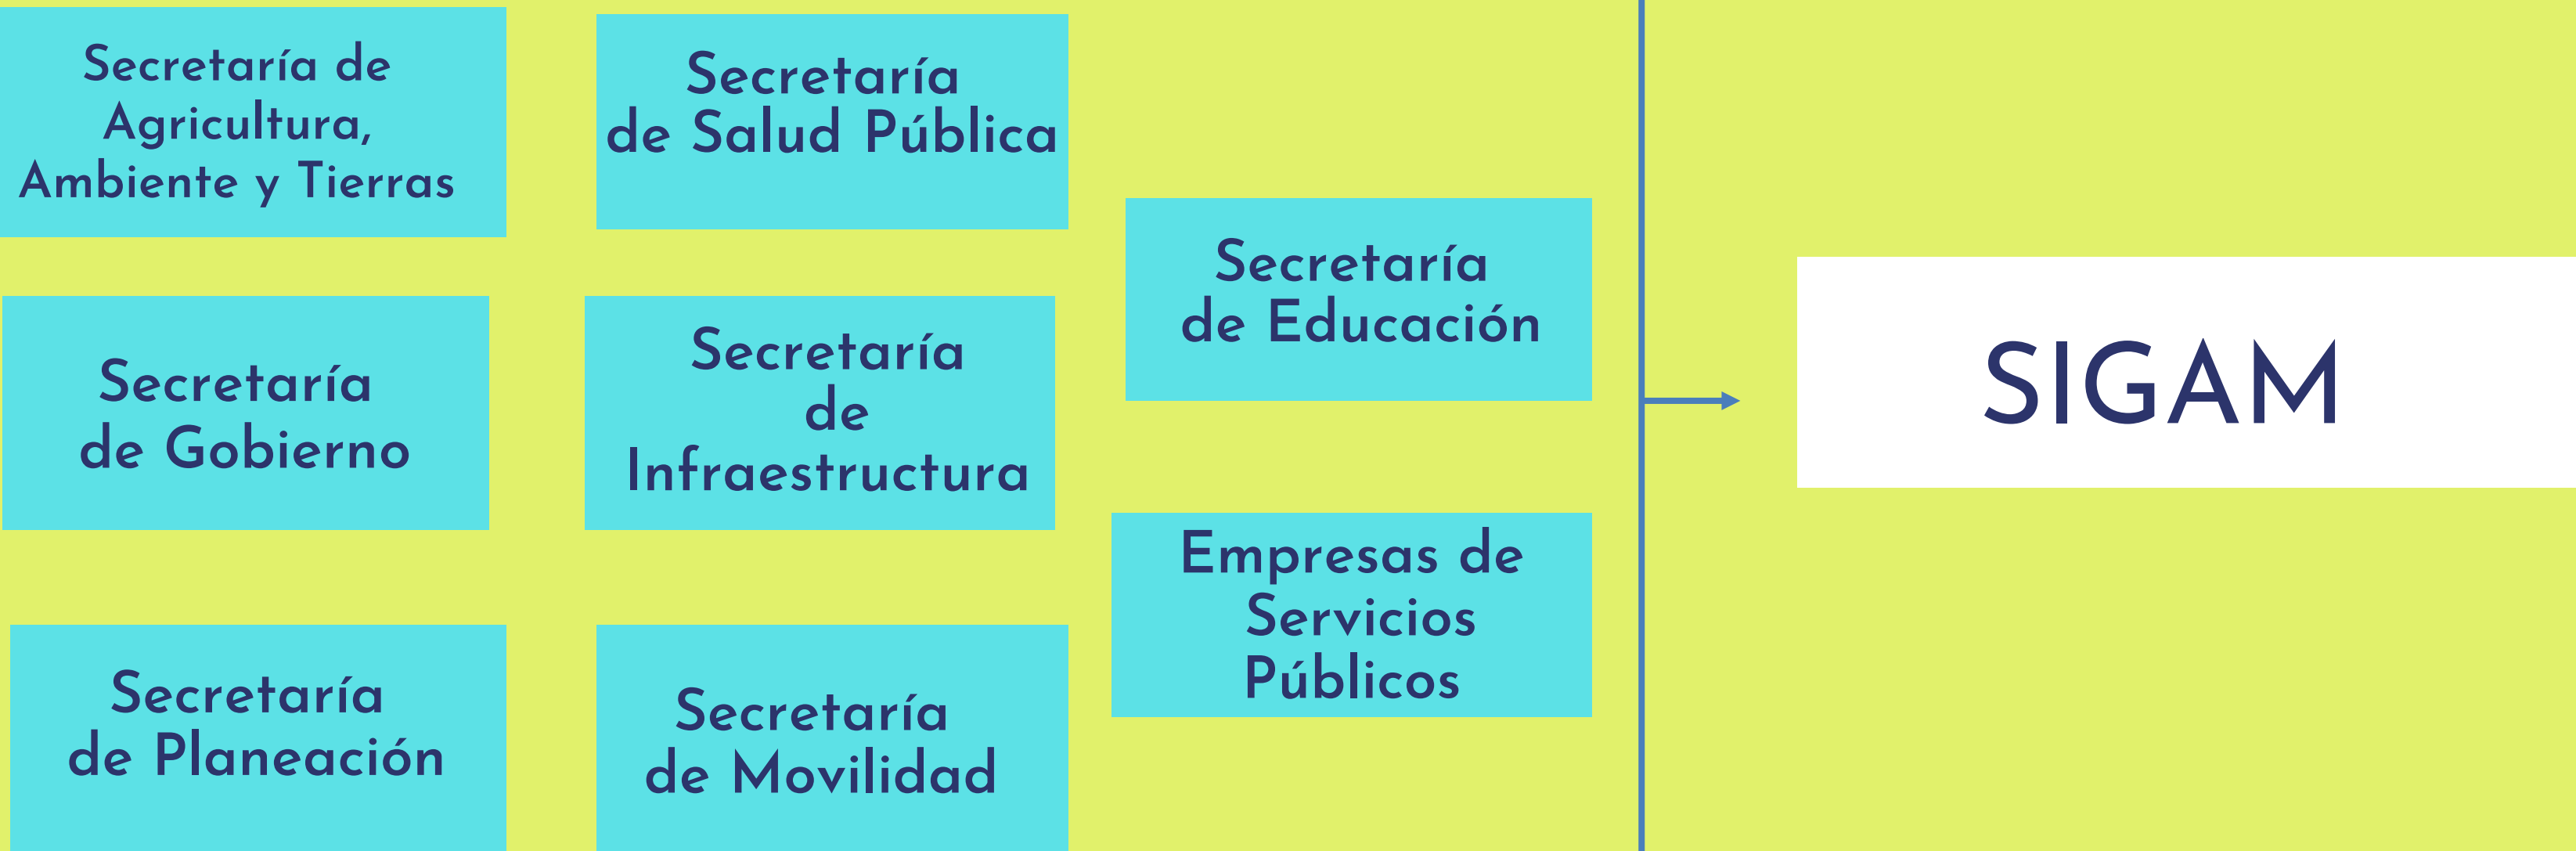 Secretaría de
Agricultura,
Ambiente y Tierras
Secretaría
de Gobierno
Secretaría
de Planeación
Secretaría
de Salud Pública
Secretaría
de
Infraestructura
Secretaría
de Movilidad
Secretaría
de Educación
Empresas de
Servicios
Públicos
SIGAM